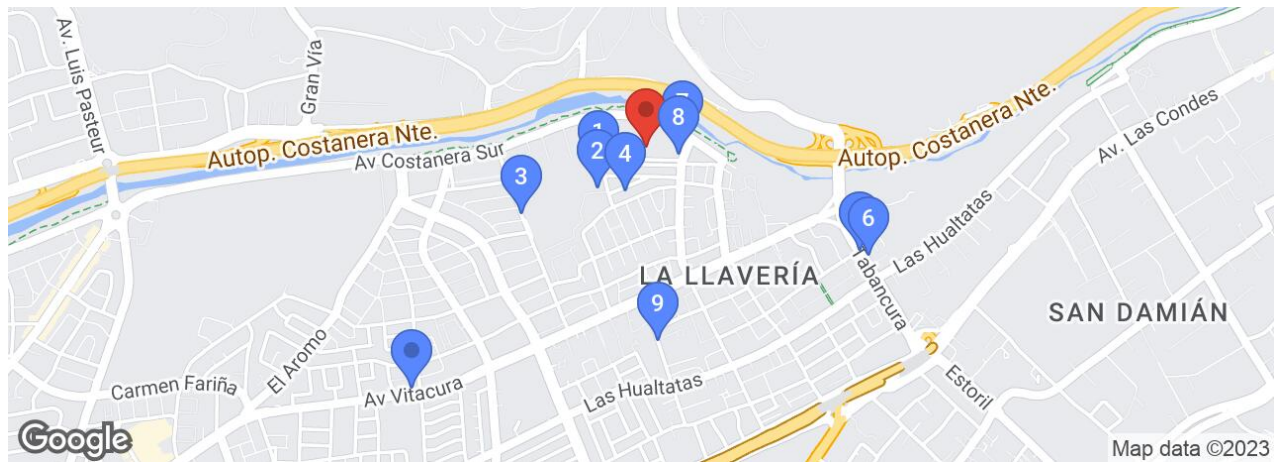 Av. Luis Pasteur
Gran Vía
Autop. Costanera Nte.
Av Costanera Sur
1
2
3
4
7
8
Autop. Costanera Nte.
Av. Las Condes
6
Las Hualtatas
Tabancura
LA LLAVERÍA
9
SAN DAMIÁN
El Aromo
Carmen Fariña
Av Vitacura
Las Hualtatas
Estoril
Google
Map data ©2023